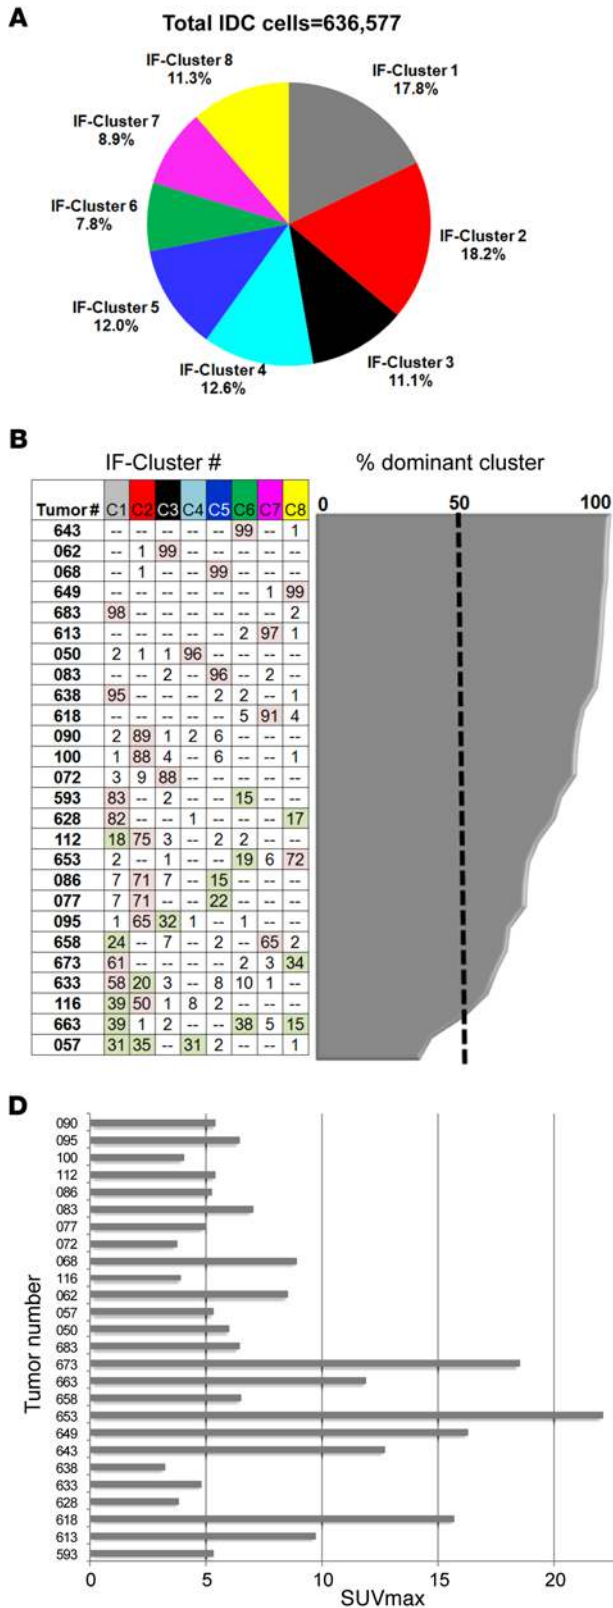 A
Total IDC cells=636,577
IF-Cluster 8
11.3%
IF-Cluster 1
17.8%
IF-Cluster 7
8.9%
IF-Cluster 6
7.8%
IF-Cluster 2
18.2%
IF-Cluster 5
12.0%
IF-Cluster 4
12.6%
IF-Cluster 3
11.1%
B
IF-Cluster # % dominant cluster
0 50 100
Tumor # C1 C2 C3 C4 C5 C6 C7 C8
643 -- -- -- -- -- 99 -- 1
062 -- 1 99 -- -- -- -- --
068 -- 1 -- -- 99 -- -- --
649 -- -- -- -- -- -- 1 99
683 98 -- -- -- -- -- -- 2
613 -- -- -- -- -- 2 97 1
050 2 1 1 96 -- -- -- --
083 -- -- 2 -- 96 -- 2 --
638 95 -- -- -- 2 2 -- 1
618 -- -- -- -- -- 5 91 4
090 2 89 1 2 6 -- -- --
100 1 88 4 -- 6 -- -- 1
072 3 9 88 -- -- -- -- --
593 83 -- 2 -- -- 15 -- --
628 82 -- -- 1 -- -- -- 17
112 18 75 3 -- 2 2 -- --
653 2 -- 1 -- -- 19 6 72
086 7 71 7 -- 15 -- -- --
077 7 71 -- -- 22 -- -- --
095 1 65 32 1 -- 1 -- --
658 24 -- 7 -- 2 -- 65 2
673 61 -- -- -- -- 2 3 34
633 58 20 3 -- 8 10 1 --
116 39 50 1 8 2 -- -- --
663 39 1 2 -- -- 38 5 15
057 31 35 -- 31 2 -- -- 1
D
Tumor number
090
095
100
112
086
083
077
072
068
116
062
057
050
683
673
663
658
653
649
643
638
633
628
618
613
593
0 5 10 15 20
SUVmax